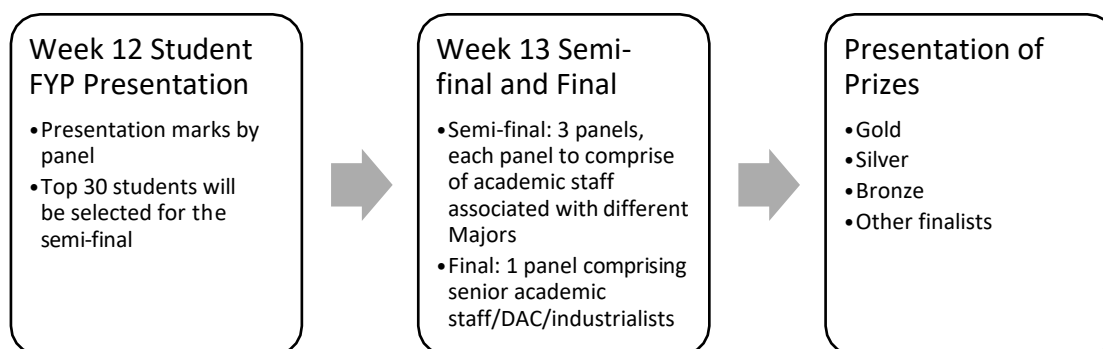 Week 12 Student
FYP Presentation
•Presentation marks by
panel
•Top 30 students will
be selected for the
semi-final
Week 13 Semi-
final and Final
•Semi-final: 3 panels,
each panel to comprise
of academic staff
associated with different
Majors
•Final: 1 panel comprising
senior academic
staff/DAC/industrialists
Presentation of
Prizes
•Gold
•Silver
•Bronze
•Other finalists